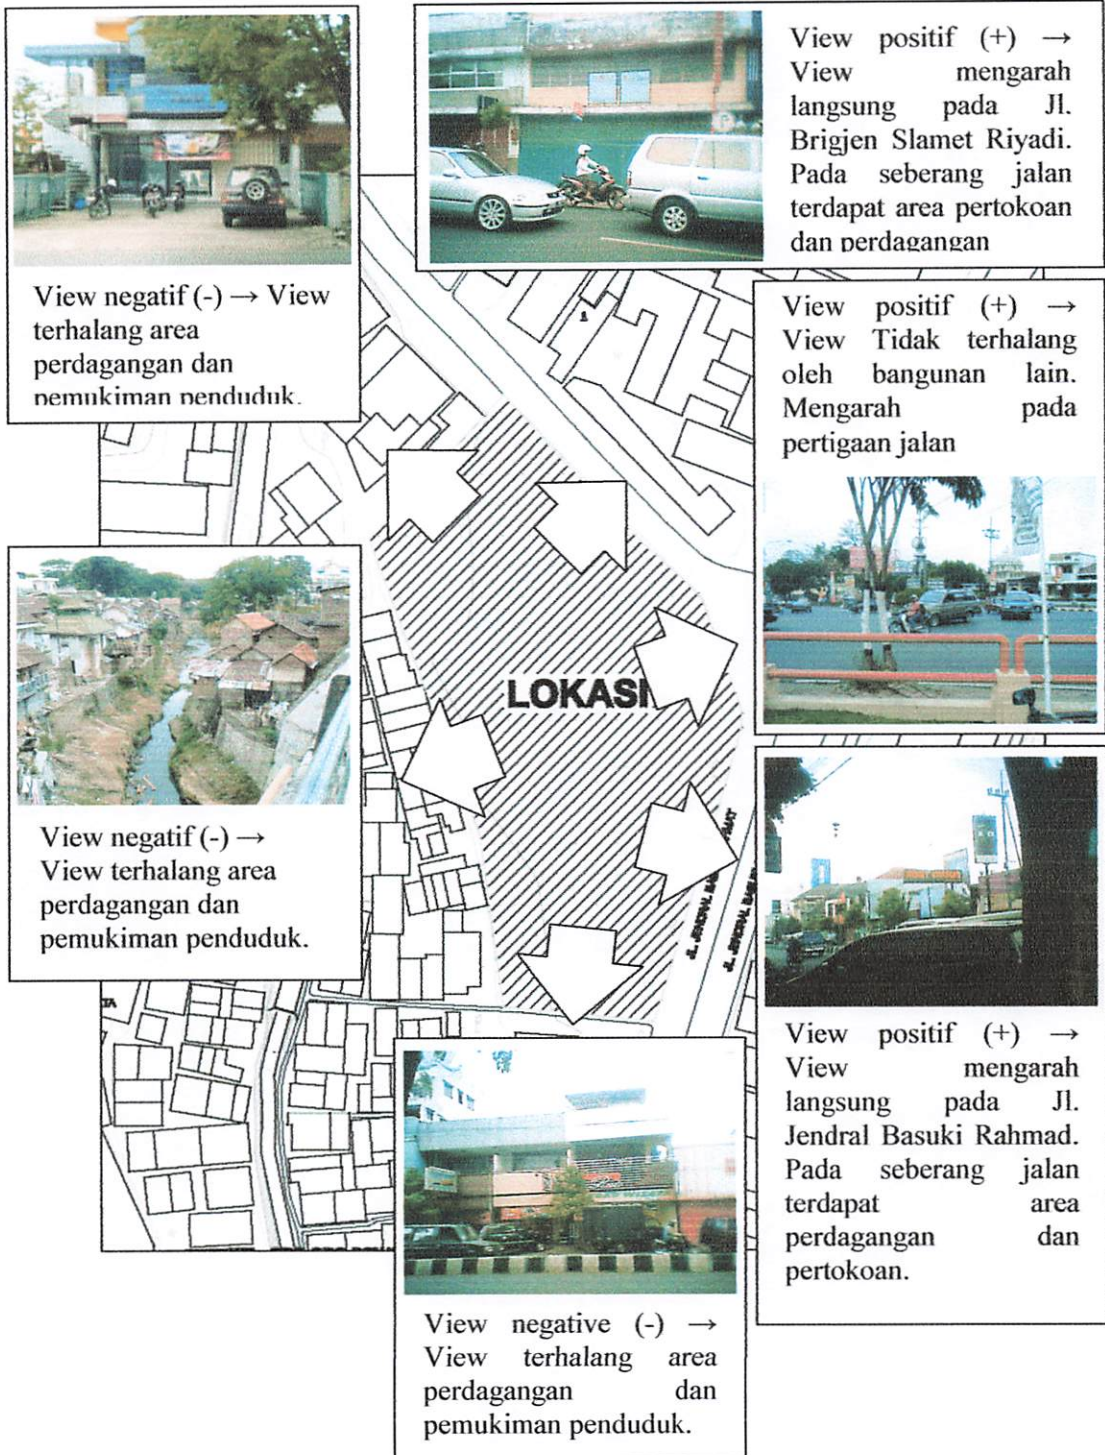 View negatif (-) → View
terhalang area
perdagangan dan
pemukiman penduduk.
View positif (+) →
View mengarah
langsung pada Jl.
Brigjen Slamet Riyadi.
Pada seberang jalan
terdapat area pertokoan
dan perdagangan
View positif (+) →
View Tidak terhalang
oleh bangunan lain.
Mengarah pada
pertigaan jalan
LOKASI
View negatif (-) →
View terhalang area
perdagangan dan
pemukiman penduduk.
JL. JENDRAL
JL. JENDRAL
View positif (+) →
View mengarah
langsung pada Jl.
Jendral Basuki Rahmad.
Pada seberang jalan
terdapat area
perdagangan dan
pertokoan.
View negative (-) →
View terhalang area
perdagangan dan
pemukiman penduduk.